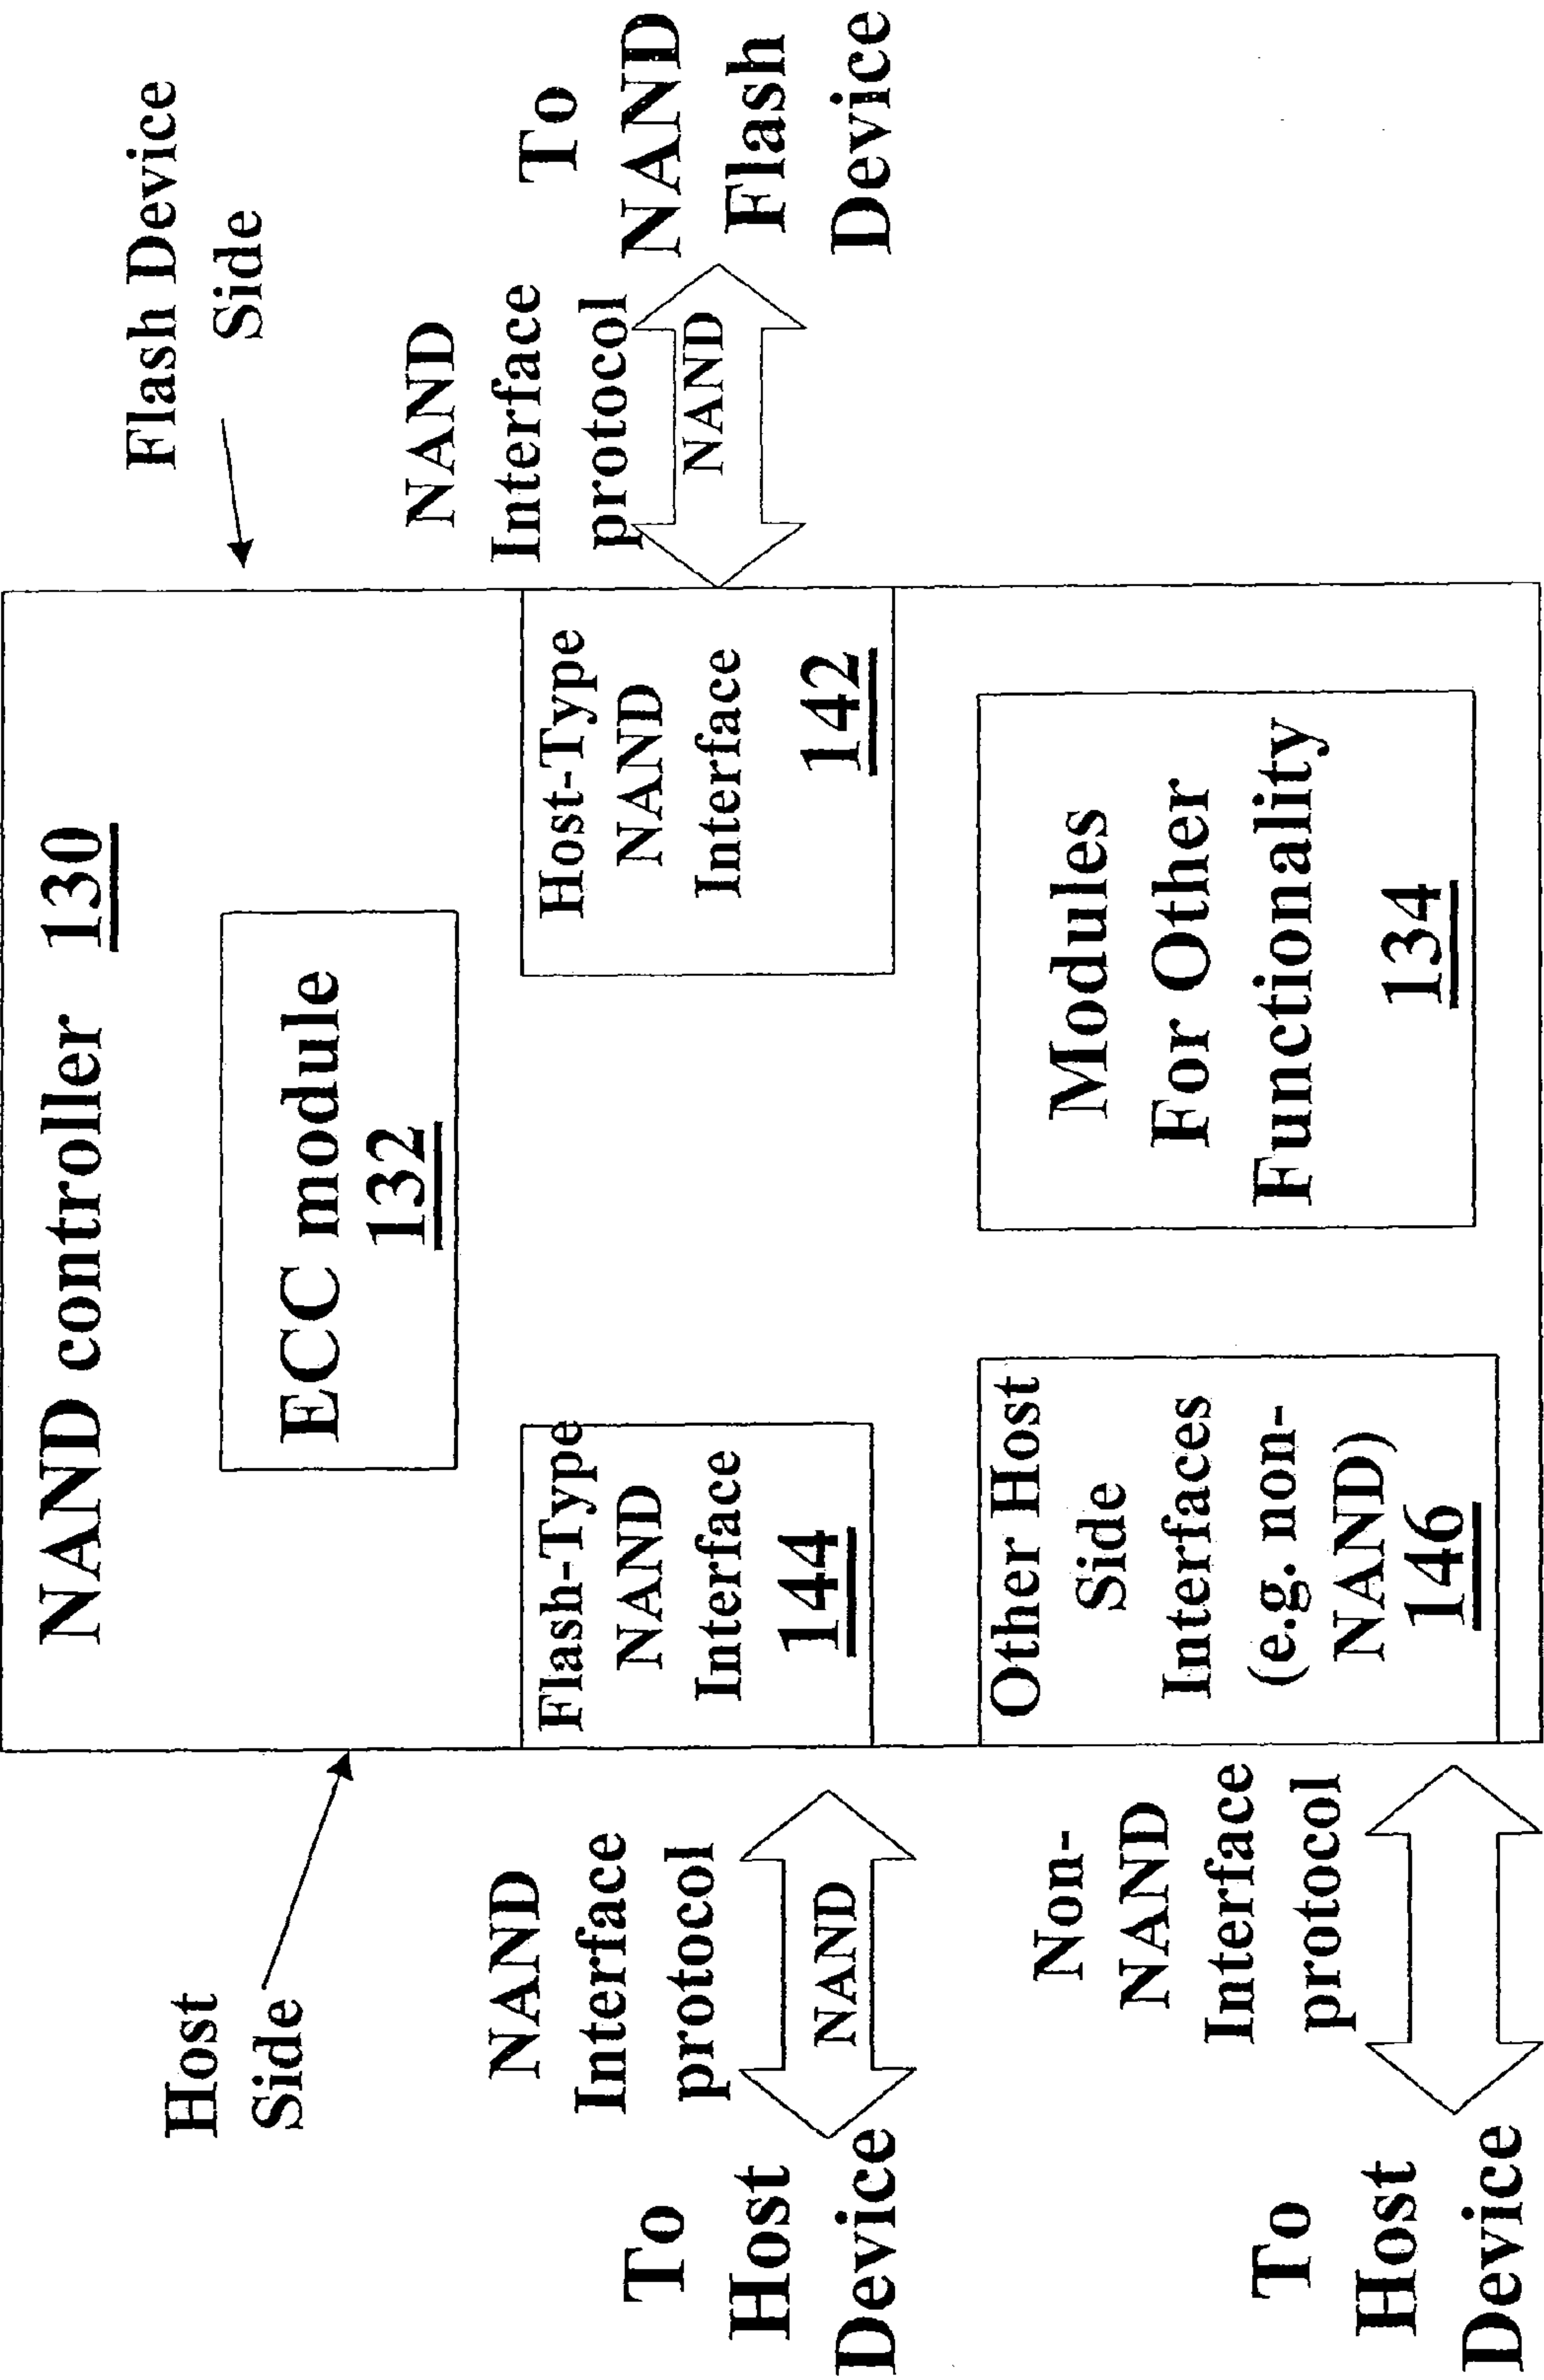 Host
Side
Flash Device
Side
NAND controller 130
ECC module
132
NAND
Interface
protocol
NAND
To
Host
Device
Flash-Type
NAND
Interface
144
Host-Type
NAND
Interface
142
NAND
Interface
protocol
NAND
To
NAND
Flash
Device
Non-
NAND
Interface
protocol
To
Host
Device
Other Host
Side
Interfaces
(e.g. non-
NAND)
146
Modules
For Other
Functionality
134